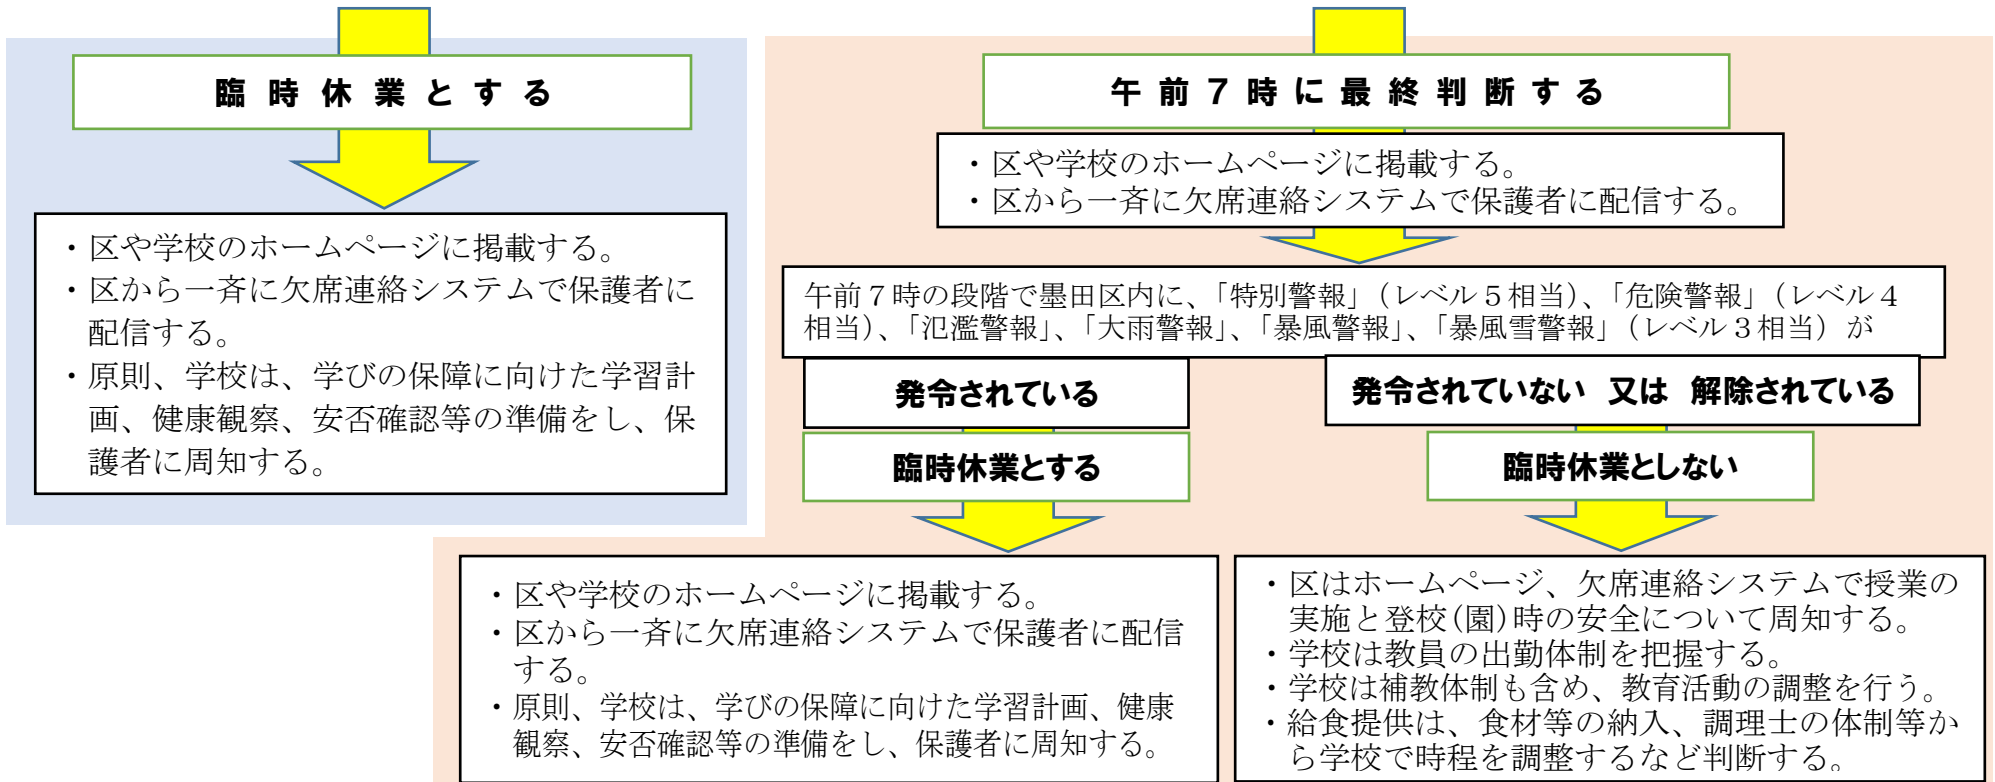 臨時休業とする
・区や学校のホームページに掲載する。
・区から一斉に欠席連絡システムで保護者に
配信する。
・原則、学校は、学びの保障に向けた学習計
画、健康観察、安否確認等の準備をし、保
護者に周知する。
午前７時に最終判断する
・区や学校のホームページに掲載する。
・区から一斉に欠席連絡システムで保護者に配信する。
午前７時の段階で墨田区内に、「特別警報」（レベル５相当）、「危険警報」（レベル４
相当）、「氾濫警報」、「大雨警報」、「暴風警報」、「暴風雪警報」（レベル３相当）が
発令されている
臨時休業とする
・区や学校のホームページに掲載する。
・区から一斉に欠席連絡システムで保護者に配信
する。
・原則、学校は、学びの保障に向けた学習計画、健康
観察、安否確認等の準備をし、保護者に周知する。
発令されていない 又は 解除されている
臨時休業としない
・区はホームページ、欠席連絡システムで授業の
実施と登校(園)時の安全について周知する。
・学校は教員の出勤体制を把握する。
・学校は補教体制も含め、教育活動の調整を行う。
・給食提供は、食材等の納入、調理士の体制等か
ら学校で時程を調整するなど判断する。